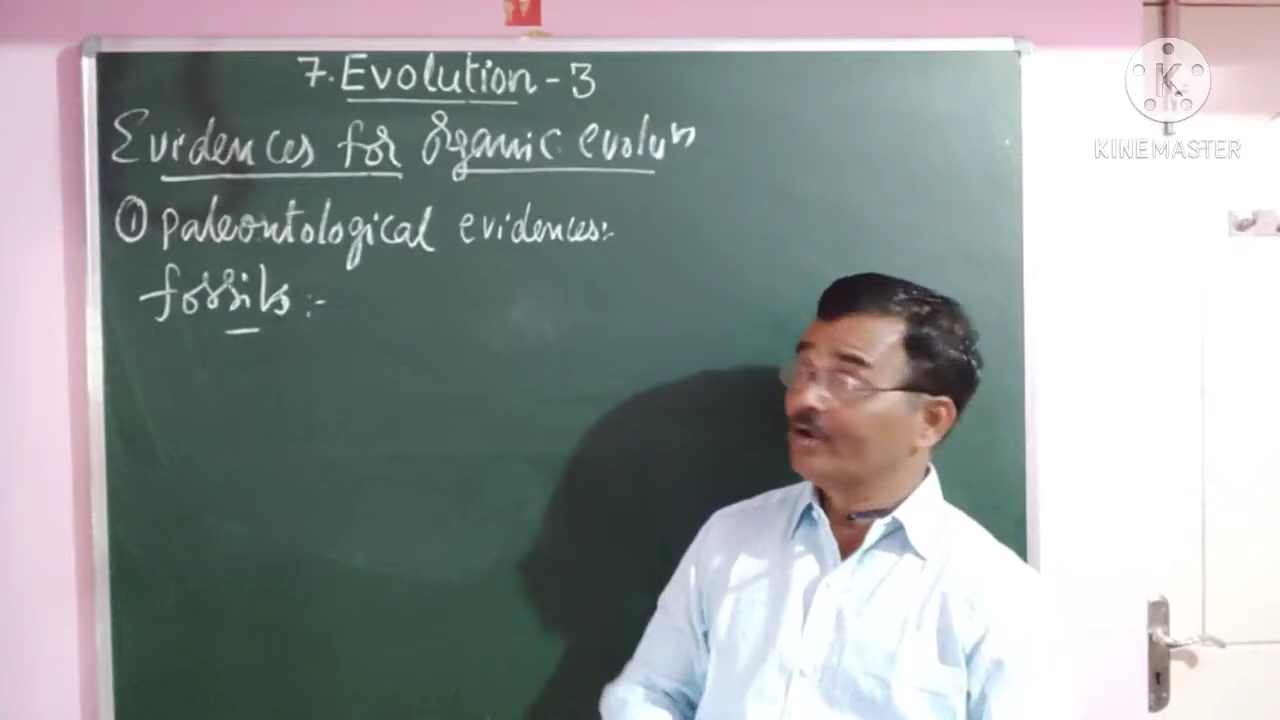 7. Evolution - 3
Evidences for Organic evolun
① Paleontological evidences:
fossils :-
K
KINEMASTER